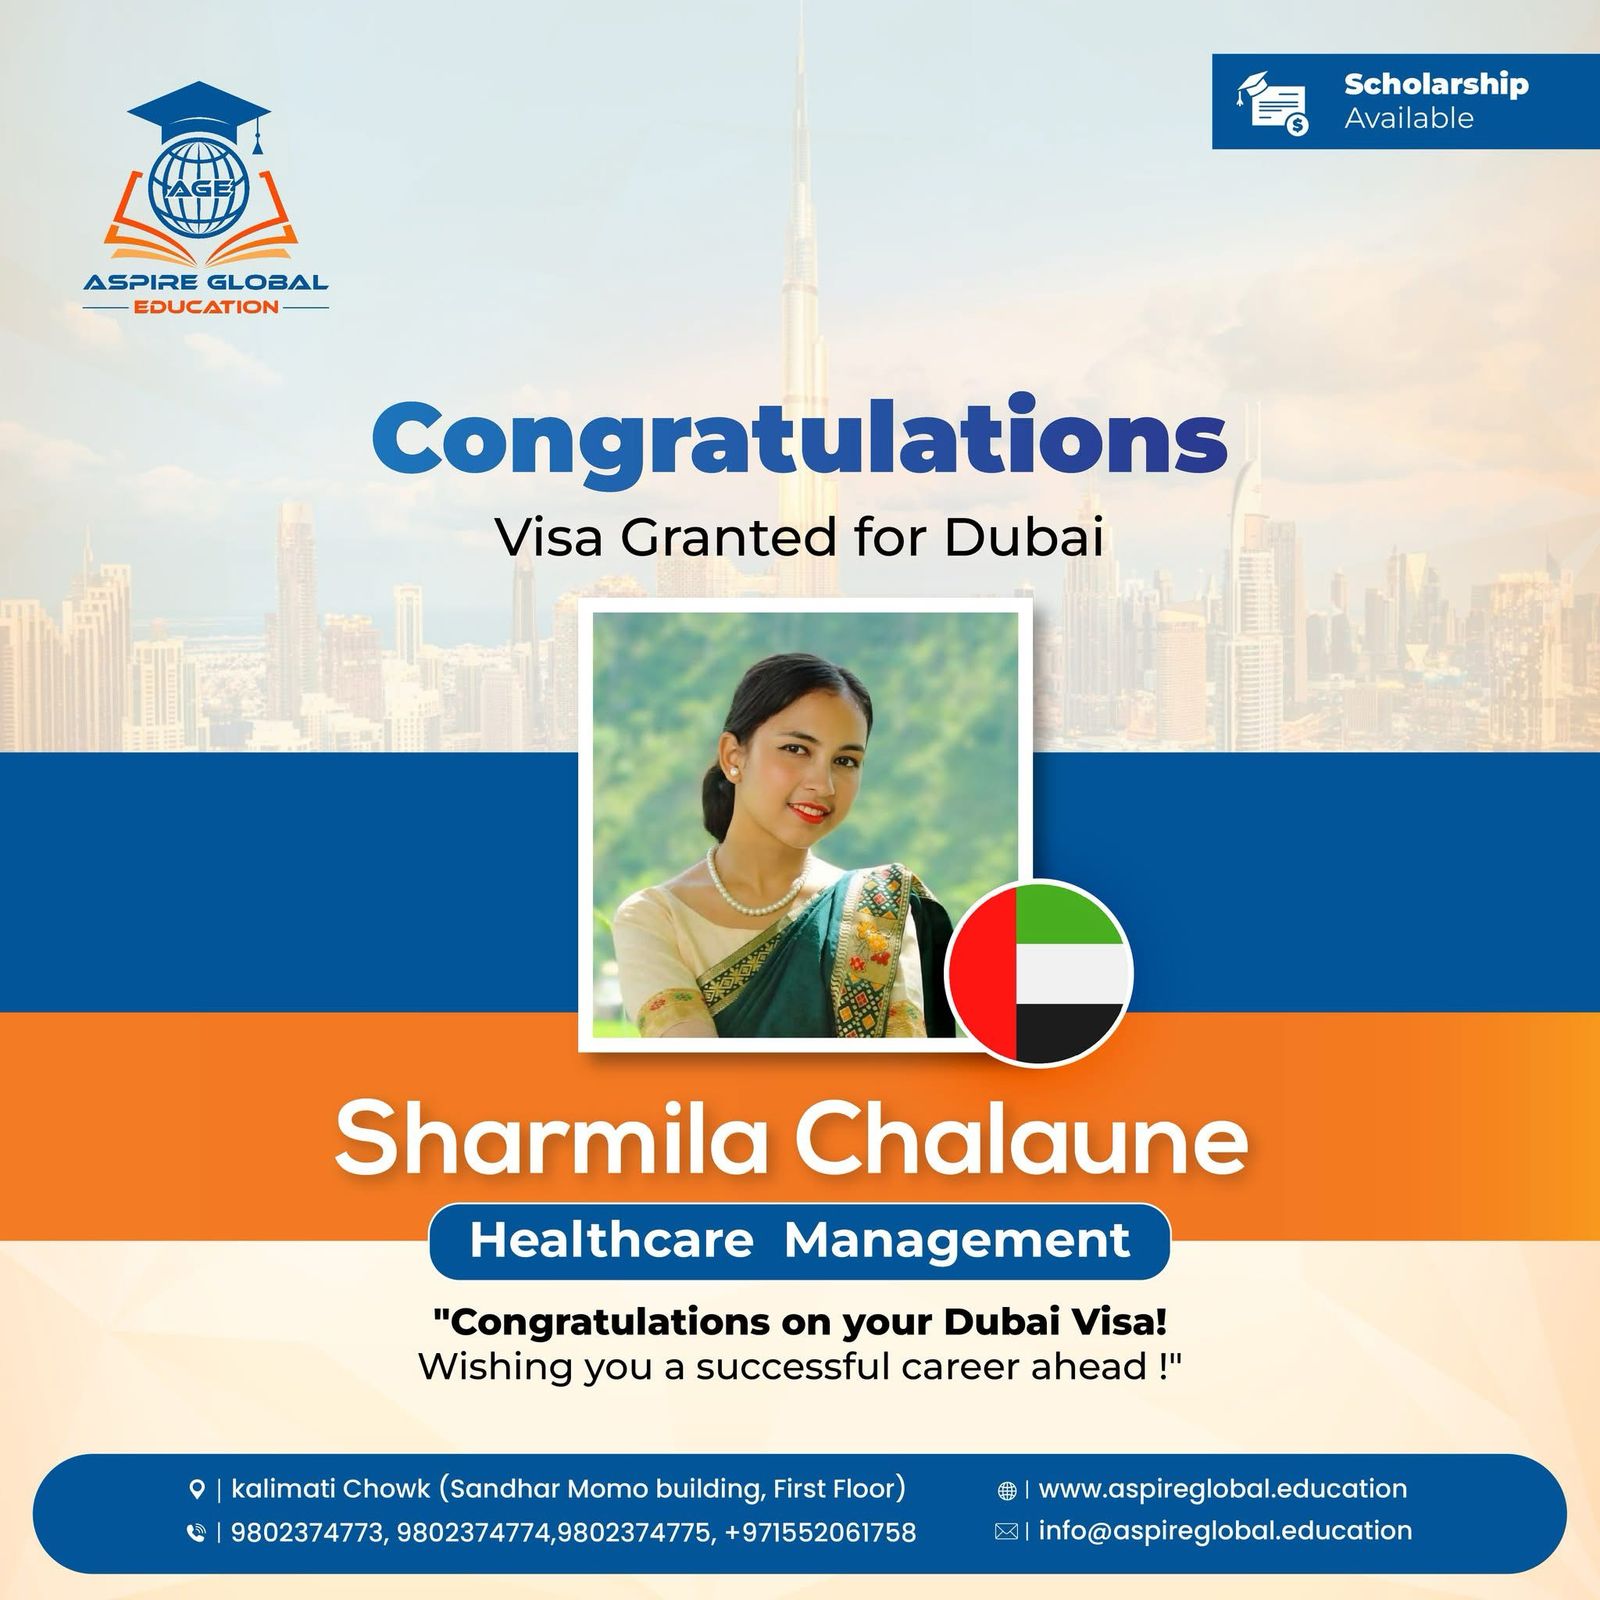 Scholarship
Available
AGE
ASPIRE GLOBAL
EDUCATION
Congratulations
Visa Granted for Dubai
Sharmila Chalaune
Healthcare Management
"Congratulations on your Dubai Visa!
Wishing you a successful career ahead !"
kalimati Chowk (Sandhar Momo building, First Floor)
9802374773, 9802374774,9802374775, +971552061758
www.aspireglobal.education
info@aspireglobal.education